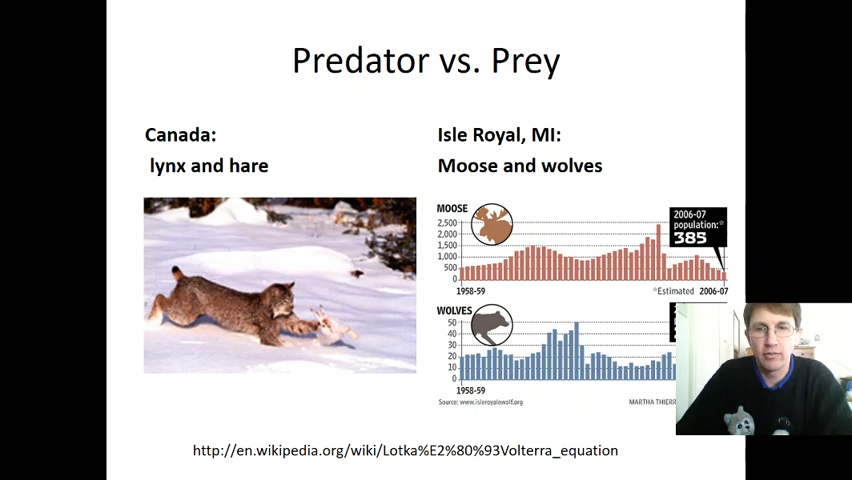 Predator vs. Prey
Canada:
lynx and hare
Isle Royal, MI:
Moose and wolves
MOOSE
2,500
2,000
1,500
1,000
500
0
1958-59
2006-07
population:*
385
*Estimated 2006-07
WOLVES
50
40
30
20
10
0
1958-59
Source: www.isleroyalewolf.org
MARTHA THIERR
http://en.wikipedia.org/wiki/Lotka%E2%80%93Volterra_equation